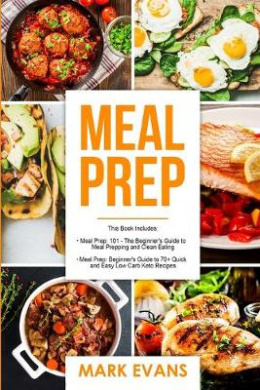 MEAL
PREP
This Book Includes:
• Meal Prep: 101 - The Beginner's Guide to
Meal Prepping and Clean Eating
• Meal Prep: Beginner's Guide to 70+ Quick
and Easy Low Carb Keto Recipes
MARK EVANS